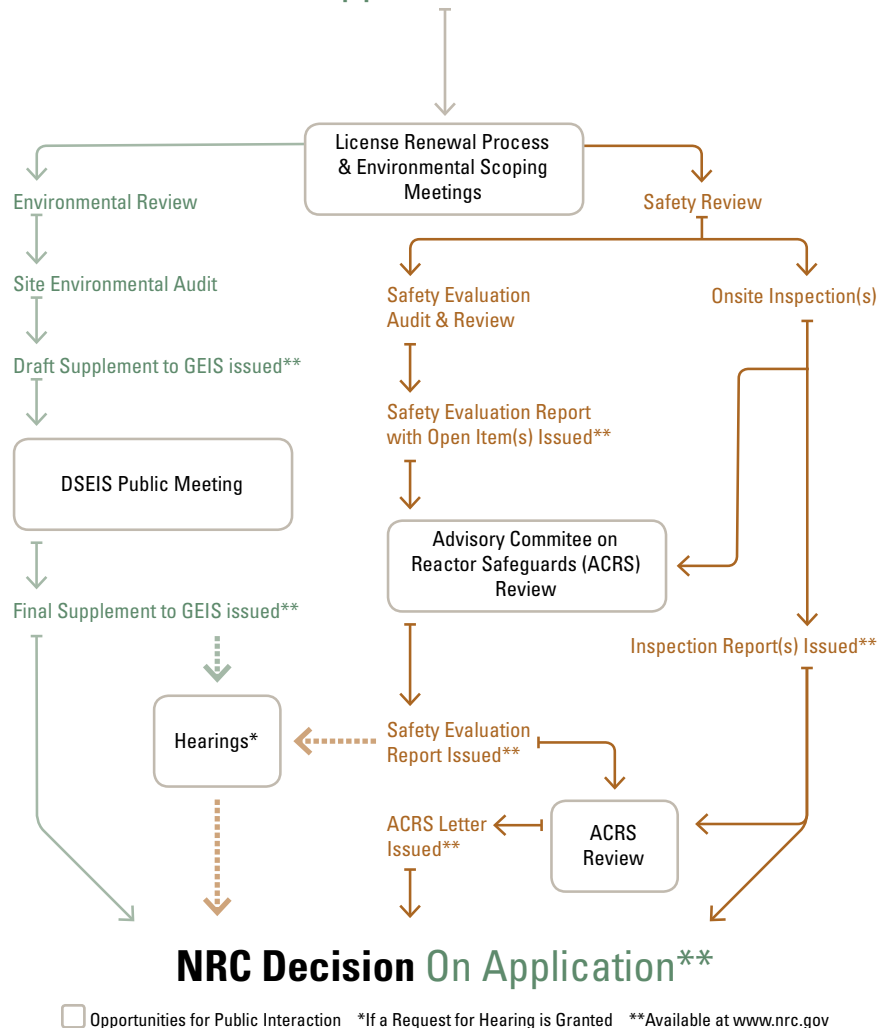 License Renewal Process
& Environmental Scoping
Meetings
Environmental Review
Safety Review
Site Environmental Audit
Safety Evaluation
Audit & Review
Onsite Inspection(s)
Draft Supplement to GEIS issued**
Safety Evaluation Report
with Open Item(s) Issued**
DSEIS Public Meeting
Advisory Commitee on
Reactor Safeguards (ACRS)
Review
Final Supplement to GEIS issued**
Inspection Report(s) Issued**
Hearings*
Safety Evaluation
Report Issued**
ACRS Letter
Issued**
ACRS
Review
NRC Decision On Application**
Opportunities for Public Interaction *If a Request for Hearing is Granted **Available at www.nrc.gov